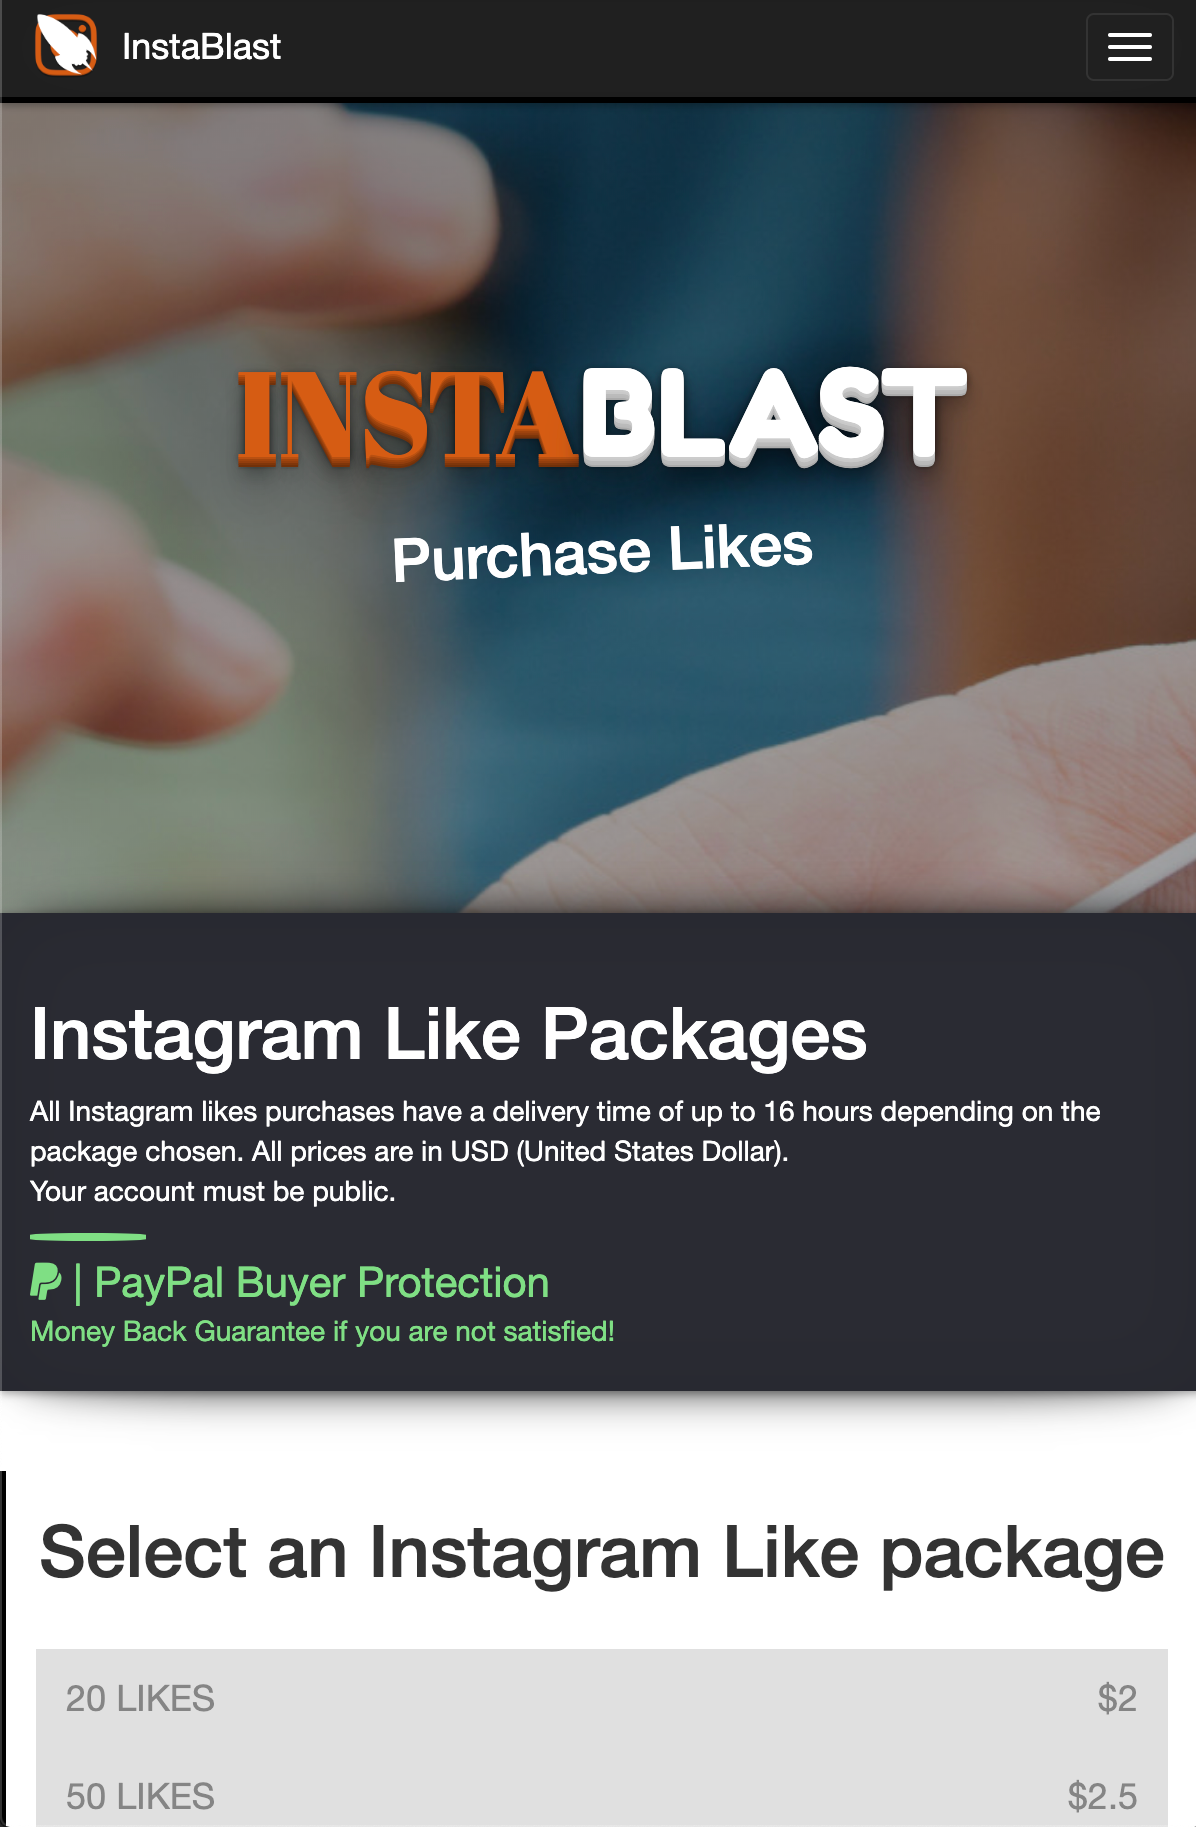 InstaBlast
INSTABLAST
Purchase Likes
Instagram Like Packages
All Instagram likes purchases have a delivery time of up to 16 hours depending on the
package chosen. All prices are in USD (United States Dollar).
Your account must be public.
| PayPal Buyer Protection
Money Back Guarantee if you are not satisfied!
Select an Instagram Like package
20 LIKES $2
50 LIKES $2.5